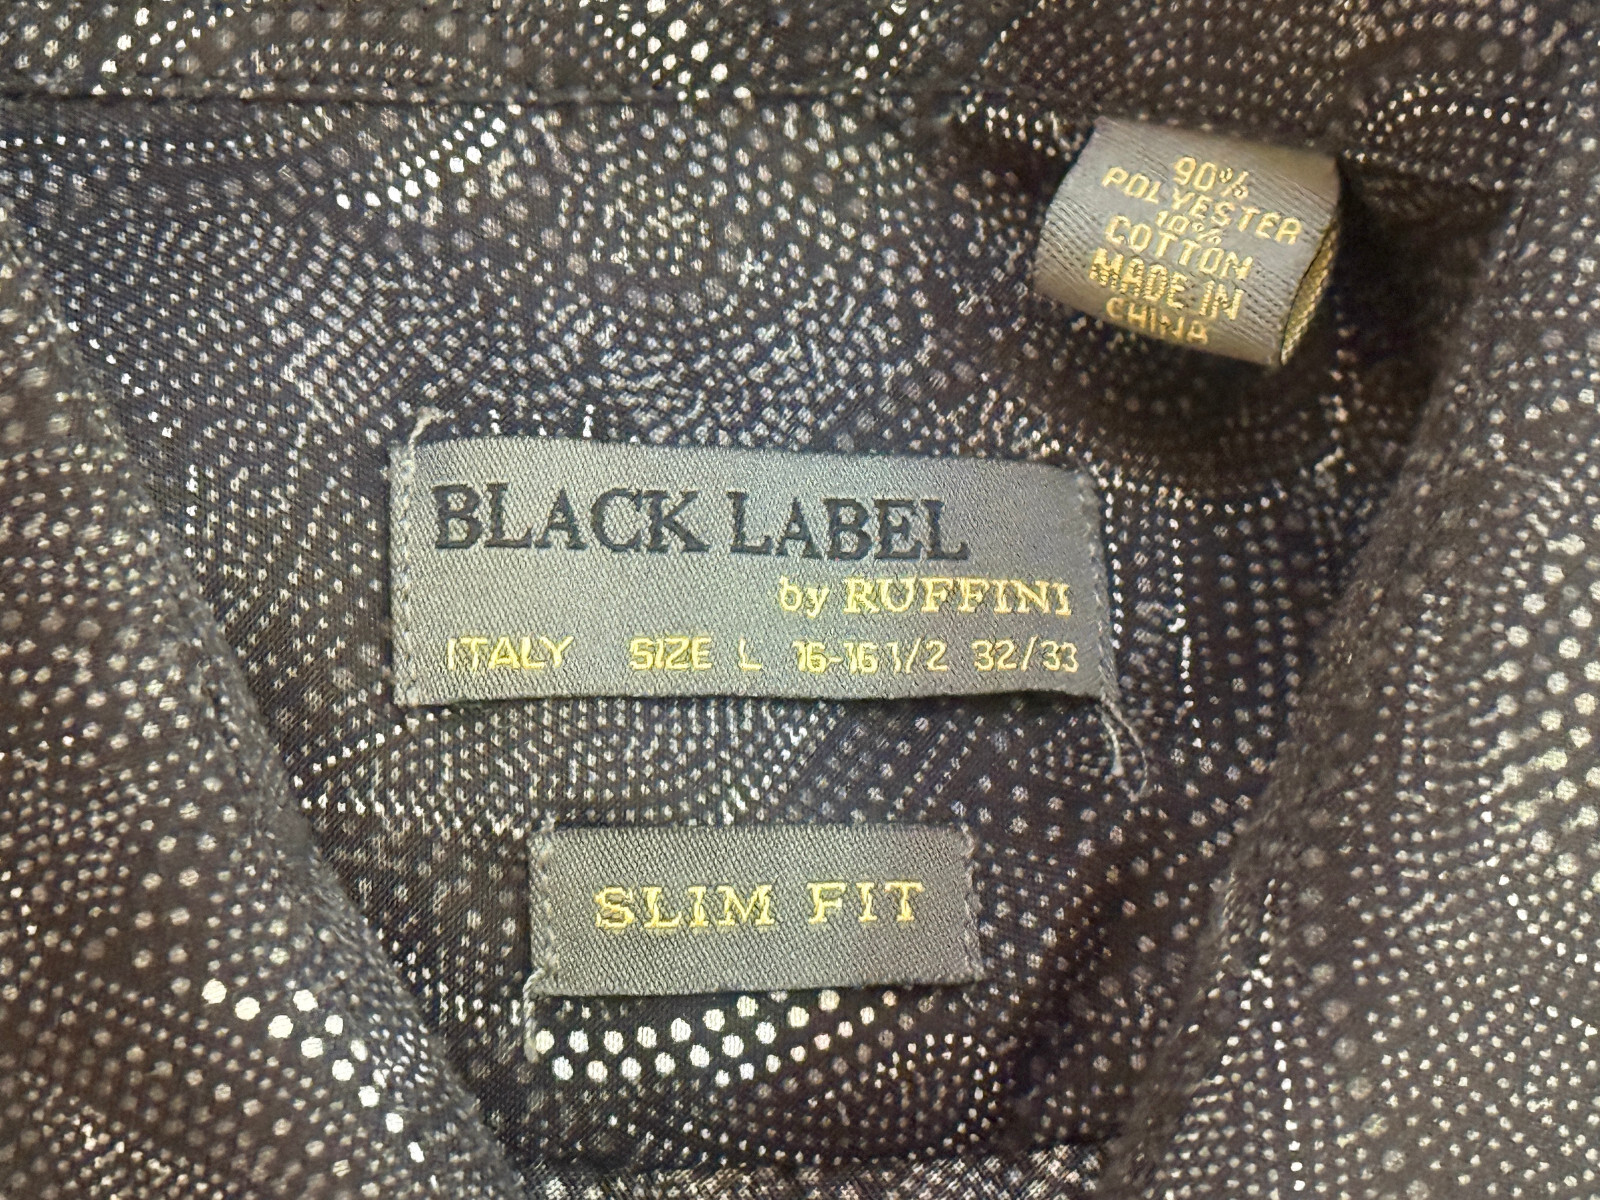 90%
POLYESTER
10%
COTTON
MADE IN
CHINA
BLACK LABEL
by RUFFINI
ITALY SIZE L 16-16 1/2 32/33
SLIM FIT